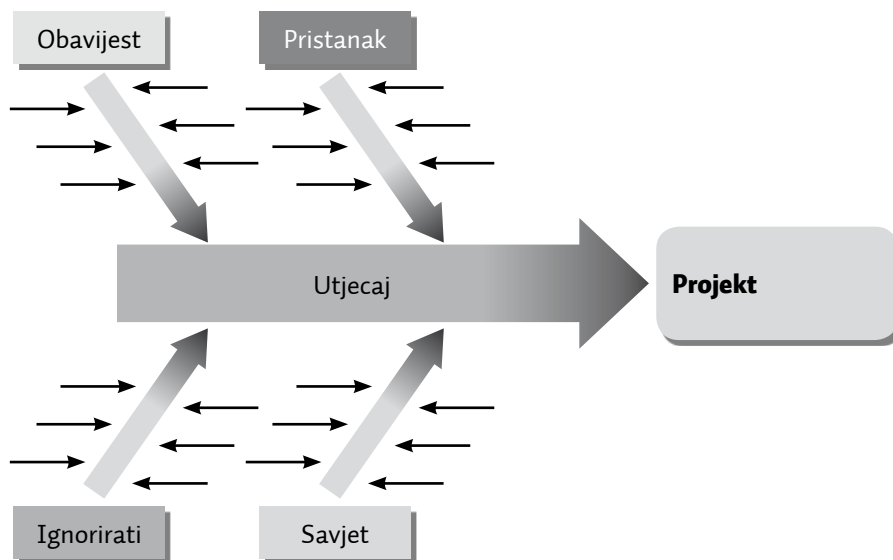 Obavijest
Pristanak
Utjecaj
Projekt
Ignorirati
Savjet